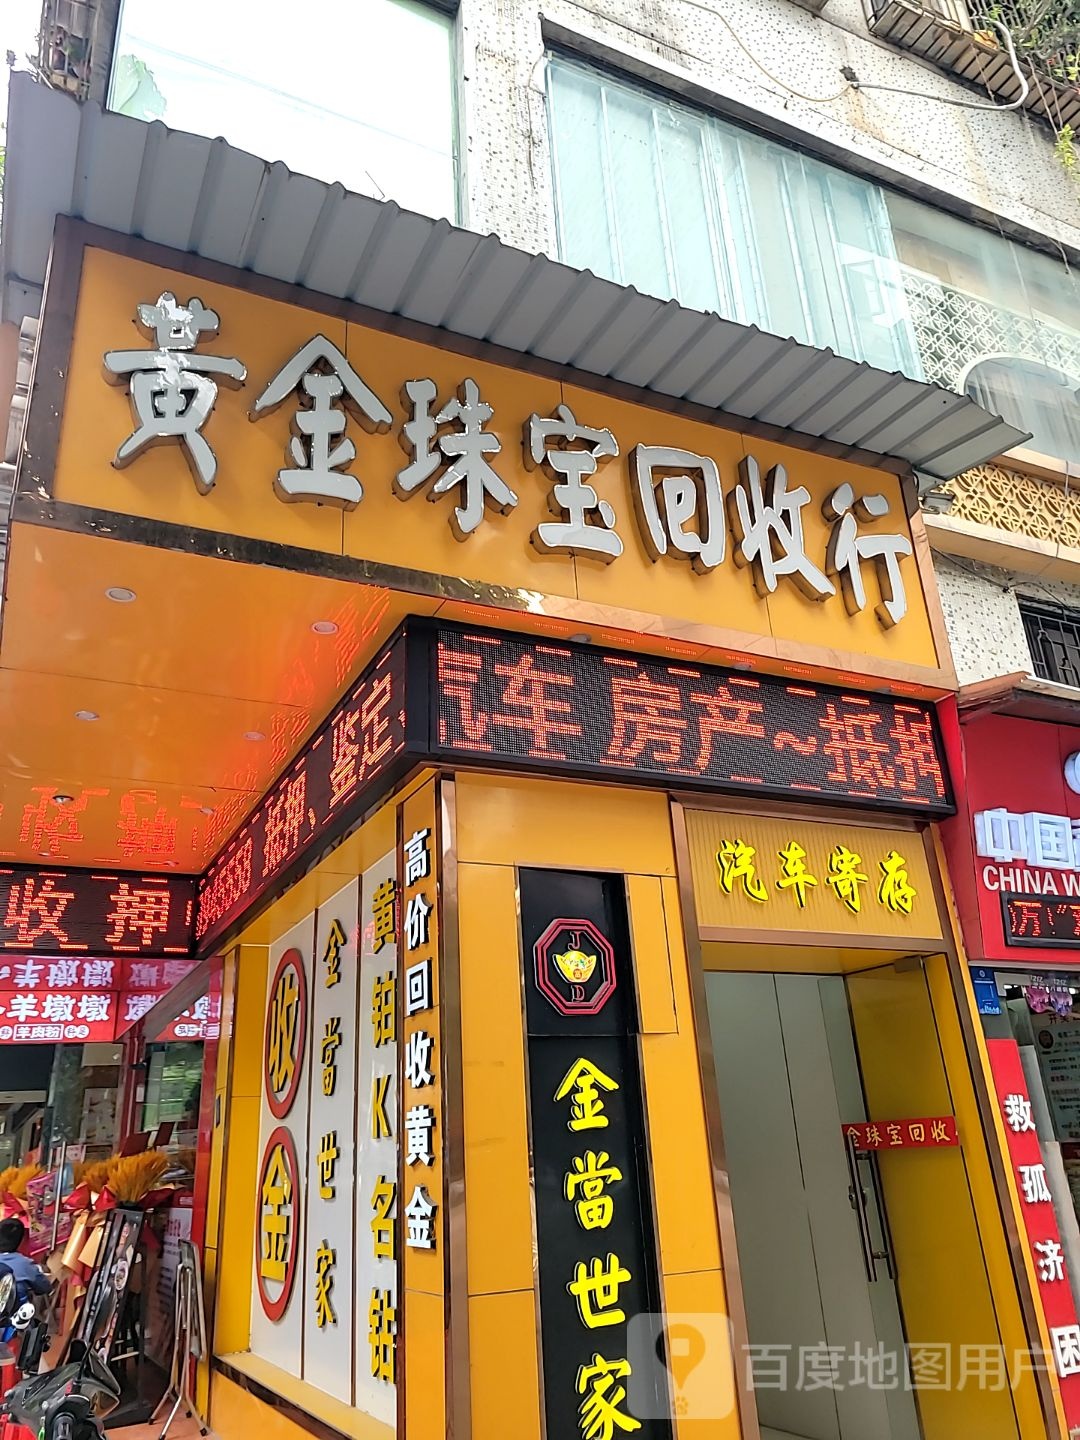 黃金珠宝回收行
汽车 房产~抵押
抵押、鉴定、
收 押
汽车寄存
高价回收黄金
黄铂K名钻
金當世家
收
金
J
D
金當世家
金珠宝回收
中国
CHINA W
羊墩墩
羊肉粉
救孤济困
百度地图用户